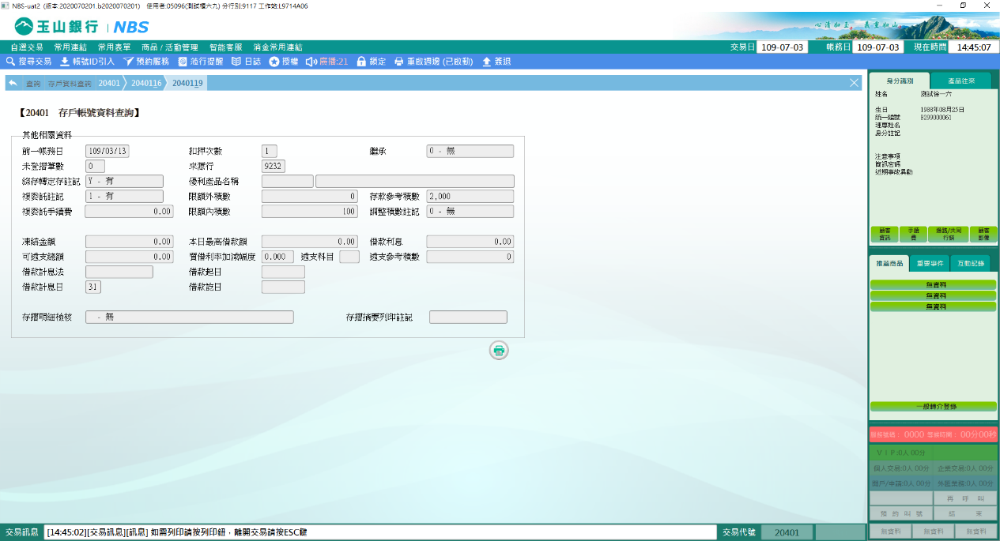 NBS-uat2 (版本:2020070201.b2020070201) 使用者:05096(測試櫃六九) 分行別:9117 工作站:L9714A06
玉山銀行 | NBS
心清如玉 義重如山
自選交易 常用連結 常用表單 商品/活動管理 智能客服 消金常用連結 交易日 109-07-03 帳務日 109-07-03 現在時間 14:45:07
搜尋交易 帳號ID引入 預約服務 滋行提醒 日誌 授權 廣播:21 鎖定 重啟週邊 (已啟動) 簽退
查詢 存戶資料查詢 20401 2040116 2040119
【20401 存戶帳號資料查詢】
其他相關資料
前一帳務日 109/03/13 扣押次數 1 繼承 0 - 無
未登摺筆數 0 來源行 9232
綜存轉定存註記 Y - 有 優利產品名稱
複委託註記 1 - 有 限額外積數 0 存款參考積數 2,000
複委託手續費 0.00 限額內積數 100 調整積數註記 0 - 無
凍結金額 0.00 本日最高借款額 0.00 借款利息 0.00
可透支總額 0.00 質借利率加減幅度 0.000 透支科目 透支參考積數 0
借款計息法 借款起日
借款計息日 31 借款訖日
存摺明細檢核 - 無 存摺摘要列印註記
身分識別 產品往來
姓名 測試徐一六
生日 1988年08月25日
統一編號 8299000061
理專姓名
身分註記
注意事項
簡訊密碼
近期事故異動
顧客資訊 手續費 通路/共同行銷 顧客影像
推薦商品 重要事件 互動記錄
無資料
無資料
無資料
一般轉介登錄
0000 等候時間: 00分00秒
VIP:0人 00分
個人交易:0人 00分 企業交易:0人 00分
開戶/申請:0人 00分 外匯業務:0人 00分
再 呼 叫
預 約 叫 號 結 束
無資料 無資料 無資料
交易訊息 [14:45:02][交易訊息][訊息] 如需列印請按列印鈕,離開交易請按ESC鍵 交易代號 20401